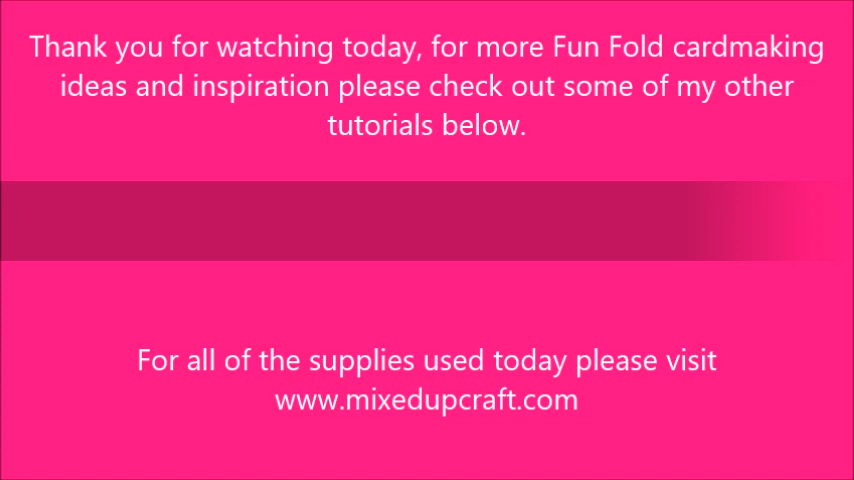 Thank you for watching today, for more Fun Fold cardmaking
ideas and inspiration please check out some of my other
tutorials below.
For all of the supplies used today please visit
www.mixedupcraft.com